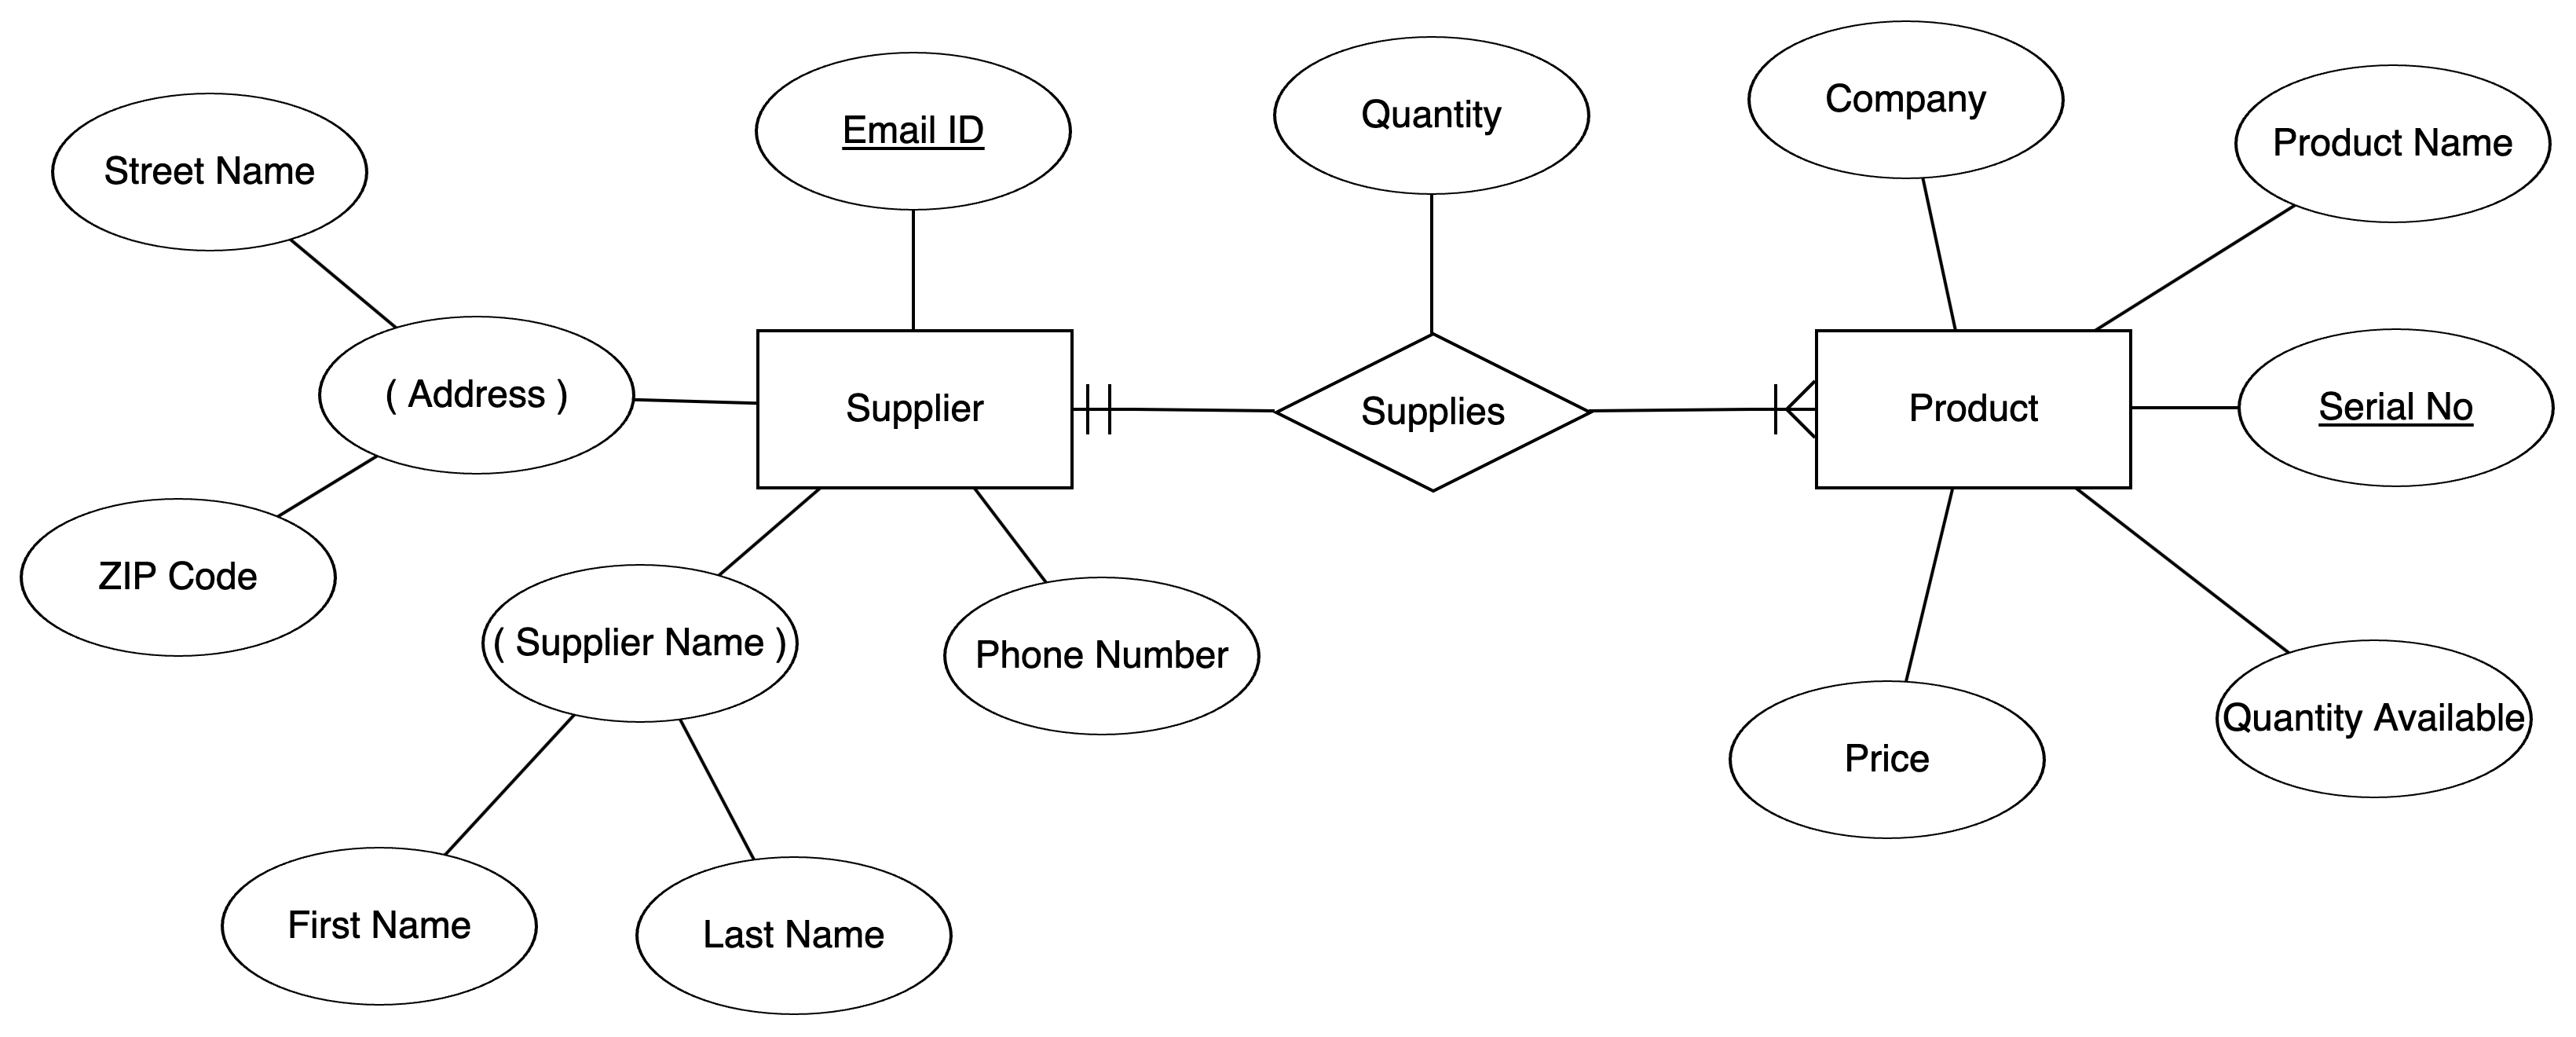 Company
Quantity
Email ID
Product Name
Street Name
( Address )
Supplier
Supplies
Product
Serial No
ZIP Code
( Supplier Name )
Phone Number
Quantity Available
Price
First Name
Last Name